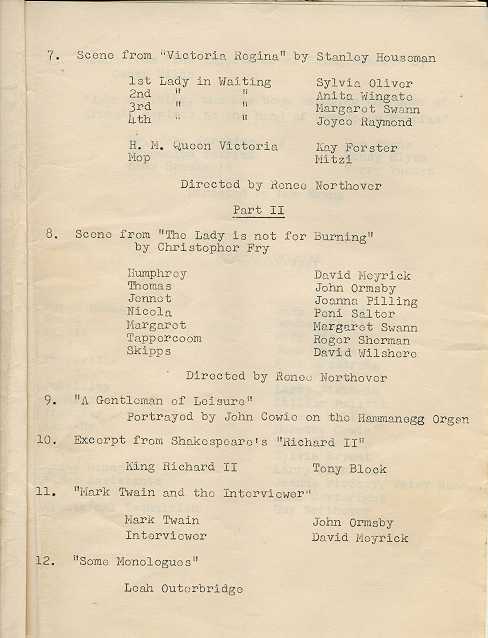 7. Scene from "Victoria Regina" by Stanley Houseman
1st Lady in Waiting Sylvia Oliver
2nd " " Anita Wingate
3rd " " Margaret Swann
4th " " Joyce Raymond
H. M. Queen Victoria Kay Forster
Mop Mitzi
Directed by Renee Northover
Part II
8. Scene from "The Lady is not for Burning"
by Christopher Fry
Humphrey David Meyrick
Thomas John Ormsby
Jennet Joanna Pilling
Nicola Peni Salter
Margaret Margaret Swann
Tappercoom Roger Sherman
Skipps David Wilshere
Directed by Renee Northover
9. "A Gentleman of Leisure"
Portrayed by John Cowie on the Hammanegg Organ
10. Excerpt from Shakespeare's "Richard II"
King Richard II Tony Block
11. "Mark Twain and the Interviewer"
Mark Twain John Ormsby
Interviewer David Meyrick
12. "Some Monologues"
Leah Outerbridge